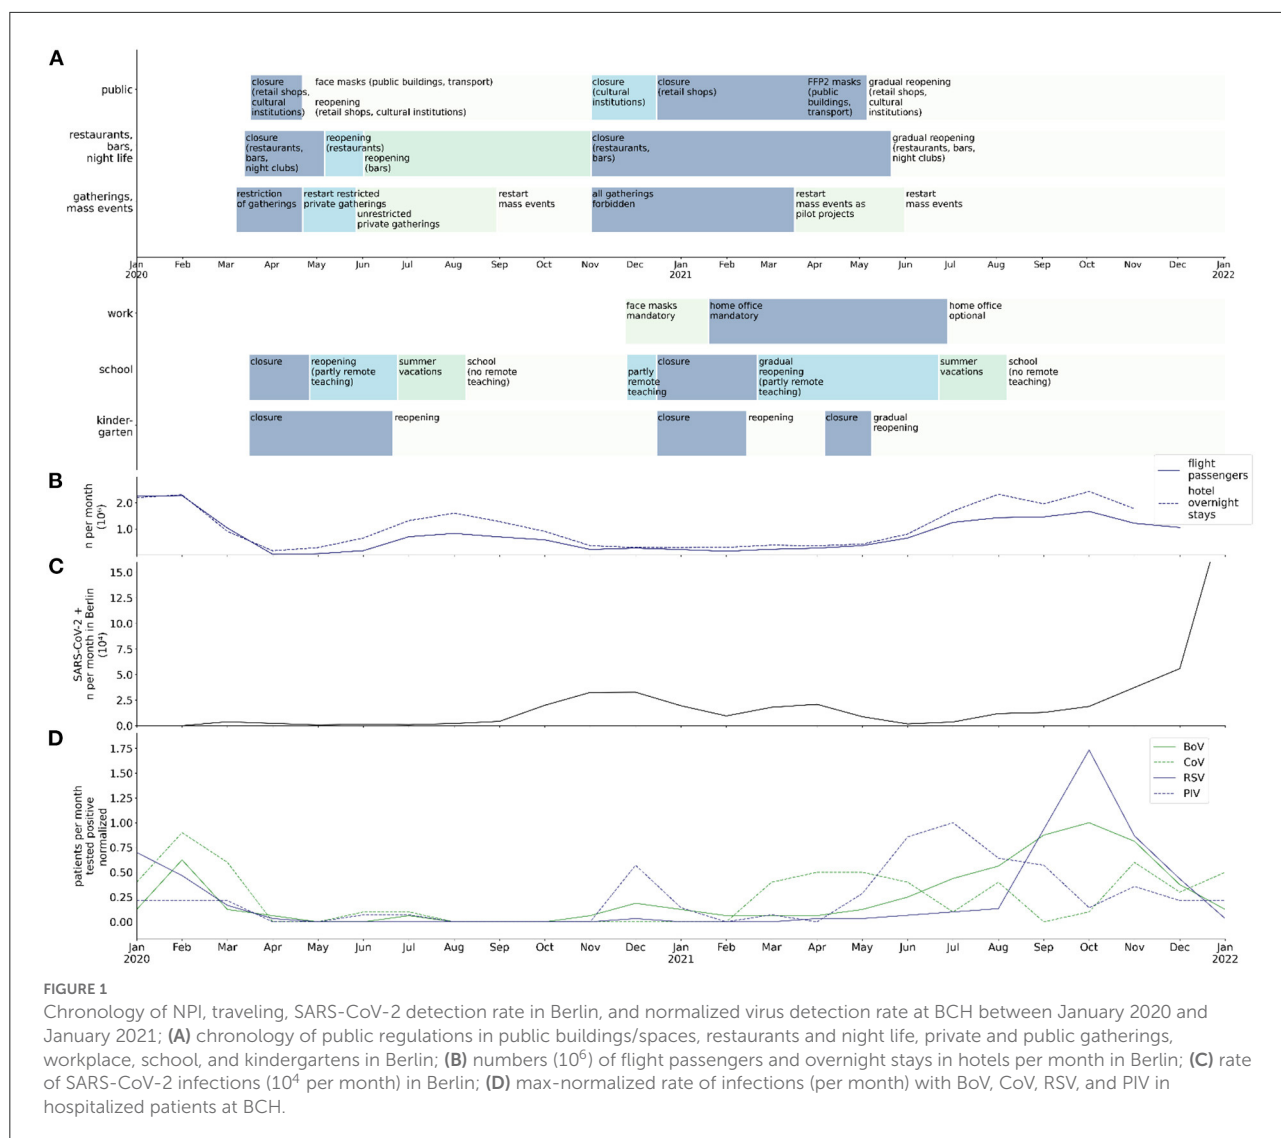 A
public
closure
(retail shops,
cultural
institutions)
face masks (public buildings, transport)
reopening
(retail shops, cultural institutions)
closure
(cultural
institutions)
closure
(retail shops)
FFP2 masks
(public
buildings,
transport)
gradual reopening
(retail shops,
cultural
institutions)
restaurants,
bars,
night life
closure
(restaurants,
bars,
night clubs)
reopening
(restaurants)
reopening
(bars)
closure
(restaurants,
bars)
gradual reopening
(restaurants, bars,
night clubs)
gatherings,
mass events
restriction
of gatherings
restart restricted
private gatherings
unrestricted
private gatherings
restart
mass events
all gatherings
forbidden
restart
mass events as
pilot projects
restart
mass events
Jan Feb Mar Apr May Jun Jul Aug Sep Oct Nov Dec Jan Feb Mar Apr May Jun Jul Aug Sep Oct Nov Dec Jan
2020 2021 2022
work
face masks
mandatory
home office
mandatory
home office
optional
school
closure
reopening
(partly remote
teaching)
summer
vacations
school
(no remote
teaching)
partly
remote
teaching
closure
gradual
reopening
(partly remote
teaching)
summer
vacations
school
(no remote
teaching)
kinder-
garten
closure
reopening
closure
reopening
closure
gradual
reopening
B
n per month
(10⁶)
2.0
1.0
flight
passengers
hotel
overnight
stays
C
SARS-CoV-2 +
n per month in Berlin
(10⁴)
15.0
12.5
10.0
7.5
5.0
2.5
0.0
D
patients per month
tested positive
normalized
1.75
1.50
1.25
1.00
0.75
0.50
0.25
0.00
BoV
CoV
RSV
PIV
Jan Feb Mar Apr May Jun Jul Aug Sep Oct Nov Dec Jan Feb Mar Apr May Jun Jul Aug Sep Oct Nov Dec Jan
2020 2021 2022
FIGURE 1
Chronology of NPI, traveling, SARS-CoV-2 detection rate in Berlin, and normalized virus detection rate at BCH between January 2020 and
January 2021; (A) chronology of public regulations in public buildings/spaces, restaurants and night life, private and public gatherings,
workplace, school, and kindergartens in Berlin; (B) numbers (10⁶) of flight passengers and overnight stays in hotels per month in Berlin; (C) rate
of SARS-CoV-2 infections (10⁴ per month) in Berlin; (D) max-normalized rate of infections (per month) with BoV, CoV, RSV, and PIV in
hospitalized patients at BCH.